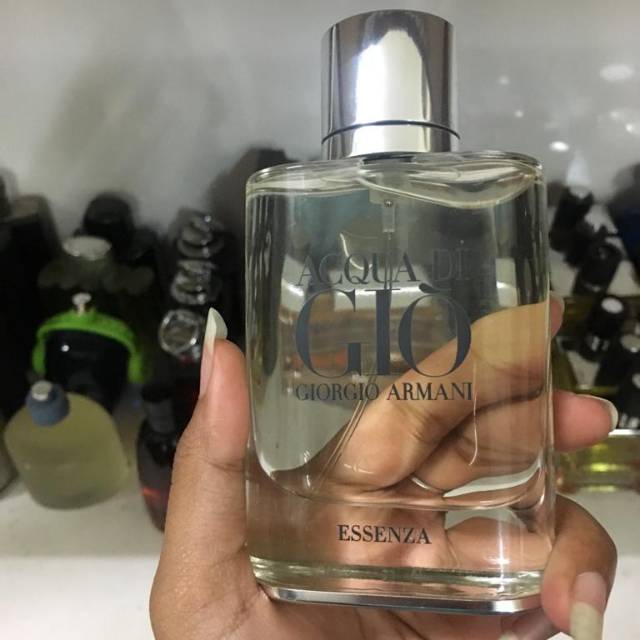 ACQUA DI
GIÒ
GIORGIO ARMANI
ESSENZA